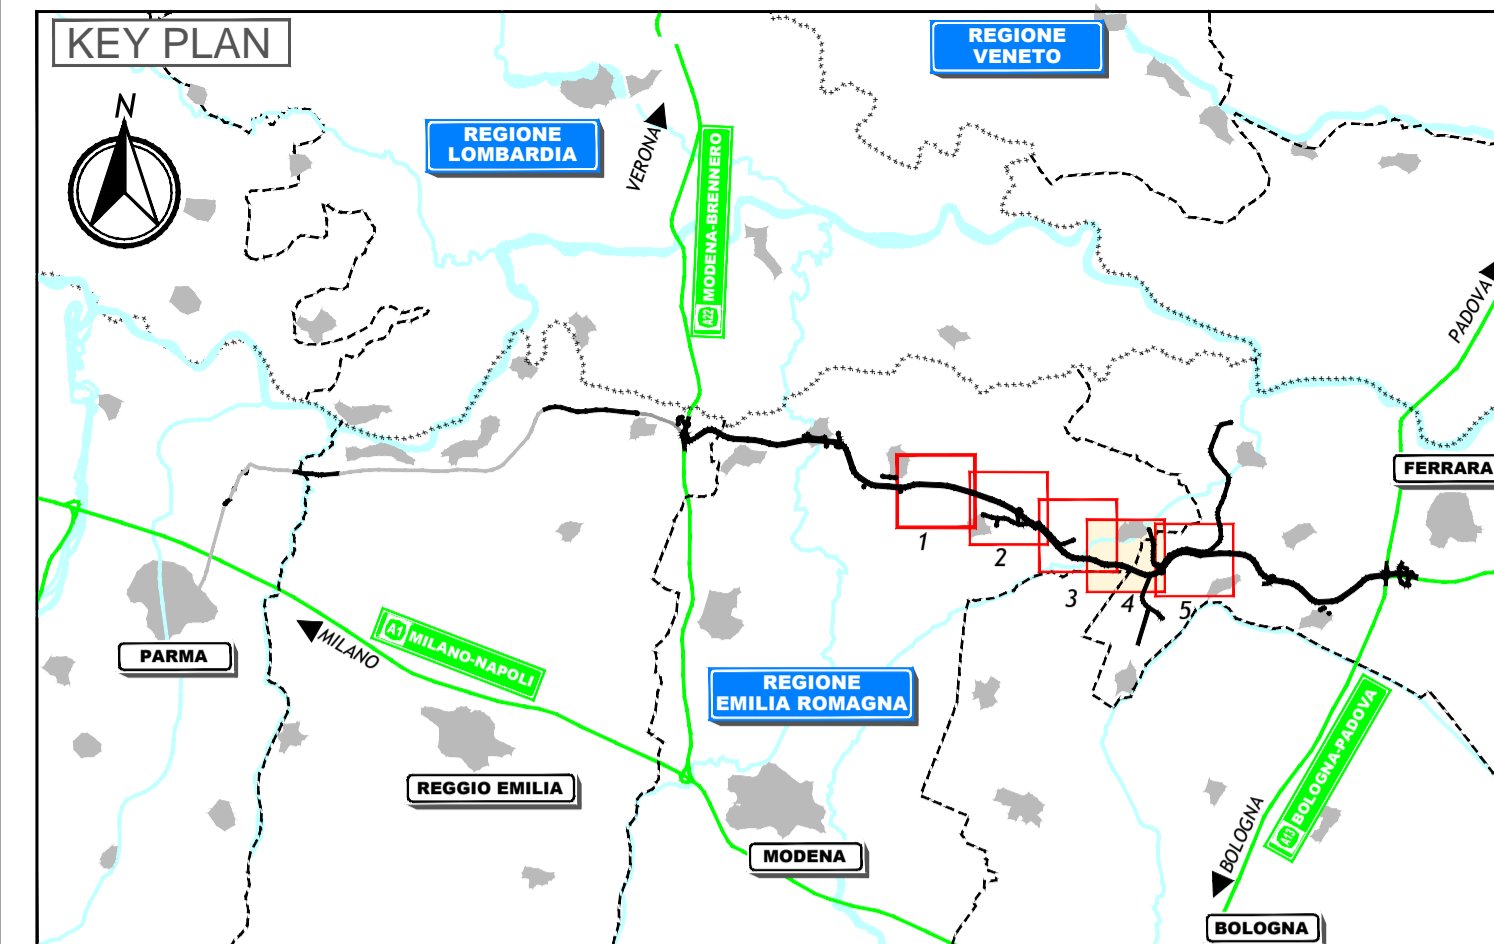 KEY PLAN
REGIONE
VENETO
N
REGIONE
LOMBARDIA
VERONA
A22 MODENA-BRENNERO
PADOVA
FERRARA
1
2
3
4
5
PARMA
MILANO
A1 MILANO-NAPOLI
REGIONE
EMILIA ROMAGNA
A13 BOLOGNA-PADOVA
REGGIO EMILIA
MODENA
BOLOGNA
BOLOGNA